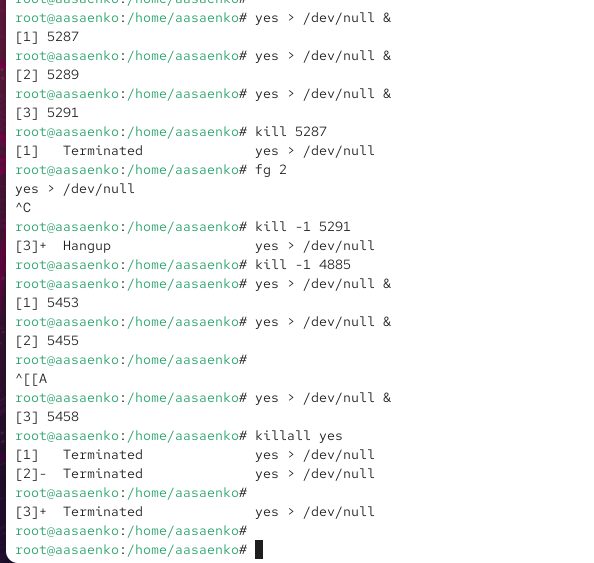 root@aasaenko:/home/aasaenko# yes > /dev/null &
[1] 5287
root@aasaenko:/home/aasaenko# yes > /dev/null &
[2] 5289
root@aasaenko:/home/aasaenko# yes > /dev/null &
[3] 5291
root@aasaenko:/home/aasaenko# kill 5287
[1]   Terminated              yes > /dev/null
root@aasaenko:/home/aasaenko# fg 2
yes > /dev/null
^C
root@aasaenko:/home/aasaenko# kill -1 5291
[3]+  Hangup                  yes > /dev/null
root@aasaenko:/home/aasaenko# kill -1 4885
root@aasaenko:/home/aasaenko# yes > /dev/null &
[1] 5453
root@aasaenko:/home/aasaenko# yes > /dev/null &
[2] 5455
root@aasaenko:/home/aasaenko#
^[[A
root@aasaenko:/home/aasaenko# yes > /dev/null &
[3] 5458
root@aasaenko:/home/aasaenko# killall yes
[1]   Terminated              yes > /dev/null
[2]-  Terminated              yes > /dev/null
root@aasaenko:/home/aasaenko#
[3]+  Terminated              yes > /dev/null
root@aasaenko:/home/aasaenko#
root@aasaenko:/home/aasaenko#